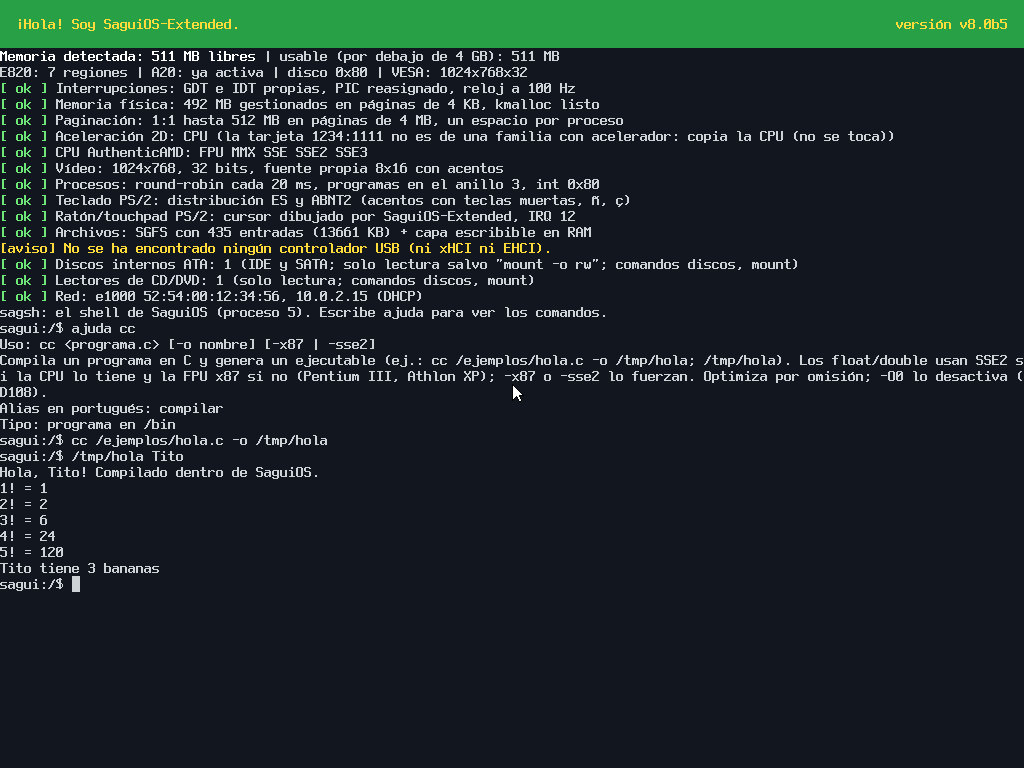 ¡Hola! Soy SaguiOS-Extended. versión v8.0b5
Memoria detectada: 511 MB libres | usable (por debajo de 4 GB): 511 MB
E820: 7 regiones | A20: ya activa | disco 0x80 | VESA: 1024x768x32
[ ok ] Interrupciones: GDT e IDT propias, PIC reasignado, reloj a 100 Hz
[ ok ] Memoria física: 492 MB gestionados en páginas de 4 KB, kmalloc listo
[ ok ] Paginación: 1:1 hasta 512 MB en páginas de 4 MB, un espacio por proceso
[ ok ] Aceleración 2D: CPU (la tarjeta 1234:1111 no es de una familia con acelerador: copia la CPU (no se toca))
[ ok ] CPU AuthenticAMD: FPU MMX SSE SSE2 SSE3
[ ok ] Vídeo: 1024x768, 32 bits, fuente propia 8x16 con acentos
[ ok ] Procesos: round-robin cada 20 ms, programas en el anillo 3, int 0x80
[ ok ] Teclado PS/2: distribución ES y ABNT2 (acentos con teclas muertas, ñ, ç)
[ ok ] Ratón/touchpad PS/2: cursor dibujado por SaguiOS-Extended, IRQ 12
[ ok ] Archivos: SGFS con 435 entradas (13661 KB) + capa escribible en RAM
[aviso] No se ha encontrado ningún controlador USB (ni xHCI ni EHCI).
[ ok ] Discos internos ATA: 1 (IDE y SATA; solo lectura salvo "mount -o rw"; comandos discos, mount)
[ ok ] Lectores de CD/DVD: 1 (solo lectura; comandos discos, mount)
[ ok ] Red: e1000 52:54:00:12:34:56, 10.0.2.15 (DHCP)
sagsh: el shell de SaguiOS (proceso 5). Escribe ajuda para ver los comandos.
sagui:/$ ajuda cc
Uso: cc <programa.c> [-o nombre] [-x87 | -sse2]
Compila un programa en C y genera un ejecutable (ej.: cc /ejemplos/hola.c -o /tmp/hola; /tmp/hola). Los float/double usan SSE2 s
i la CPU lo tiene y la FPU x87 si no (Pentium III, Athlon XP); -x87 o -sse2 lo fuerzan. Optimiza por omisión; -O0 lo desactiva (
D108).
Alias en portugués: compilar
Tipo: programa en /bin
sagui:/$ cc /ejemplos/hola.c -o /tmp/hola
sagui:/$ /tmp/hola Tito
Hola, Tito! Compilado dentro de SaguiOS.
1! = 1
2! = 2
3! = 6
4! = 24
5! = 120
Tito tiene 3 bananas
sagui:/$